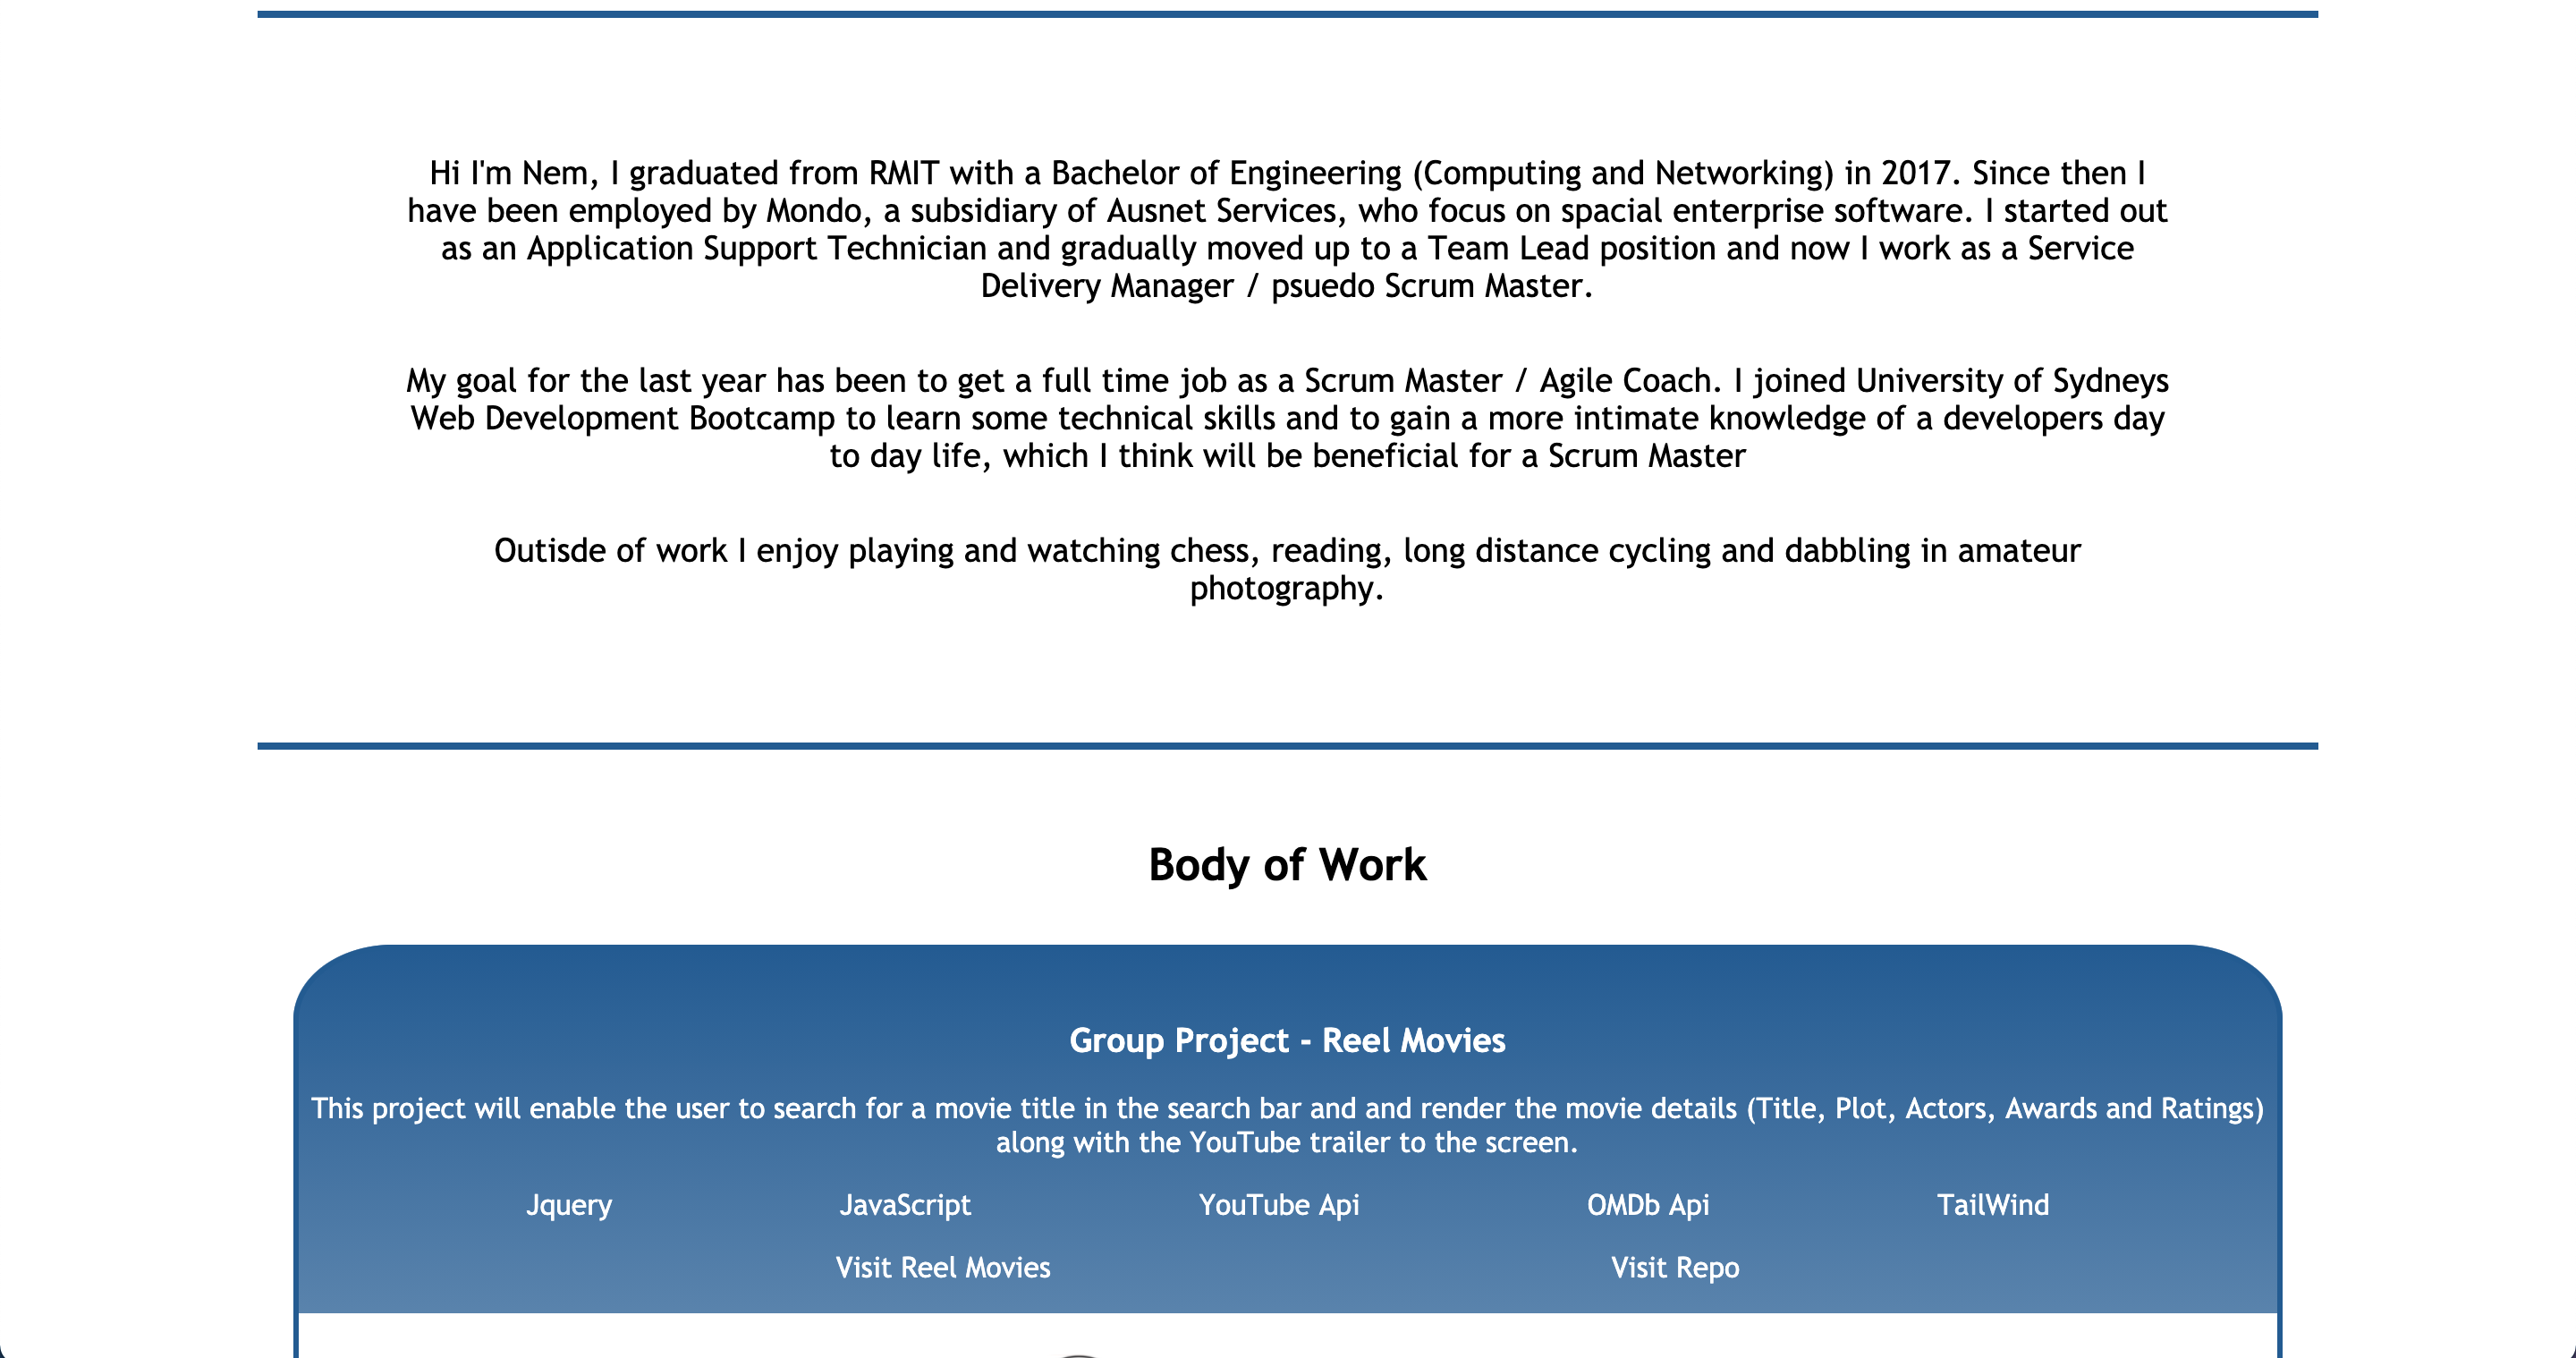 Hi I'm Nem, I graduated from RMIT with a Bachelor of Engineering (Computing and Networking) in 2017. Since then I
have been employed by Mondo, a subsidiary of Ausnet Services, who focus on spacial enterprise software. I started out
as an Application Support Technician and gradually moved up to a Team Lead position and now I work as a Service
Delivery Manager / psuedo Scrum Master.
My goal for the last year has been to get a full time job as a Scrum Master / Agile Coach. I joined University of Sydneys
Web Development Bootcamp to learn some technical skills and to gain a more intimate knowledge of a developers day
to day life, which I think will be beneficial for a Scrum Master
Outisde of work I enjoy playing and watching chess, reading, long distance cycling and dabbling in amateur
photography.
Body of Work
Group Project - Reel Movies
This project will enable the user to search for a movie title in the search bar and and render the movie details (Title, Plot, Actors, Awards and Ratings)
along with the YouTube trailer to the screen.
Jquery JavaScript YouTube Api OMDb Api TailWind
Visit Reel Movies Visit Repo